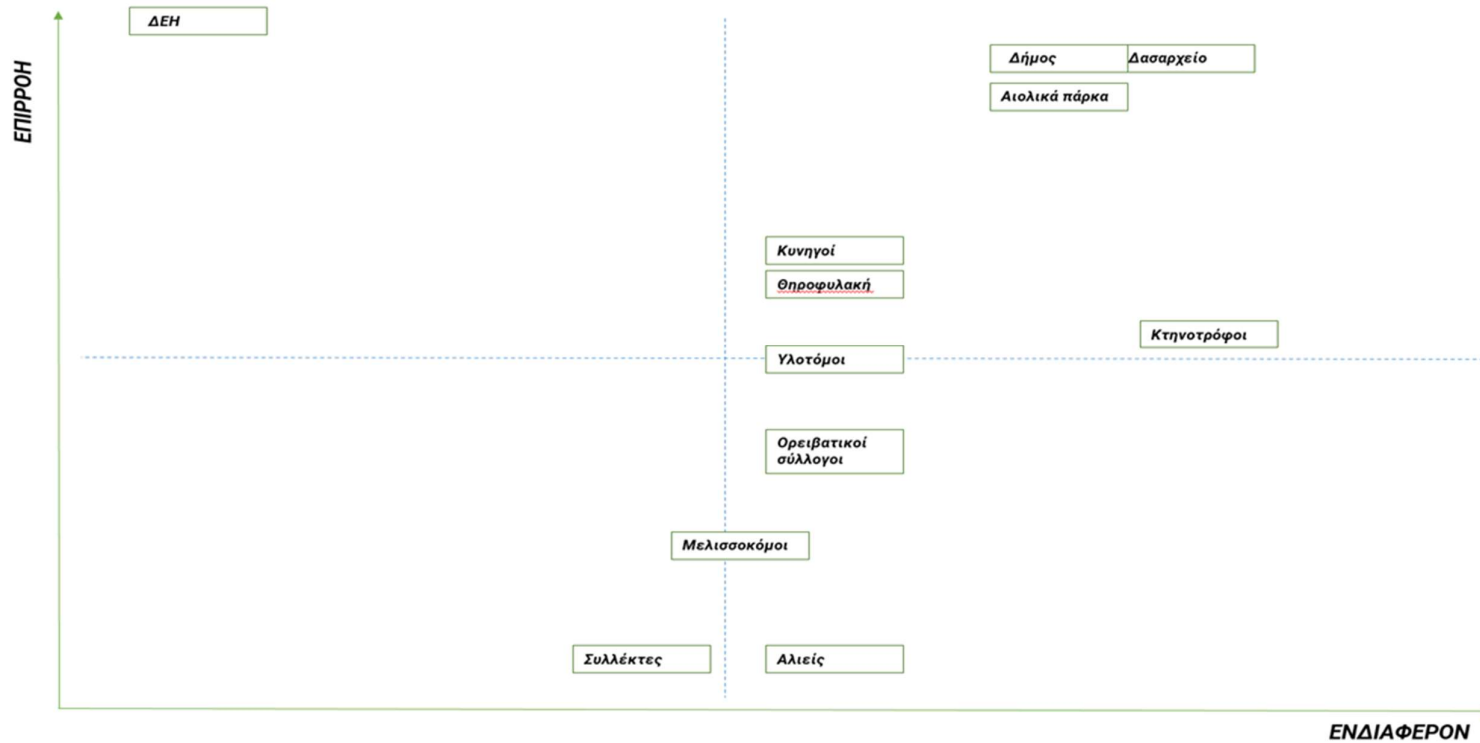 ΔΕΗ
ΕΠΙΡΡΟΗ
Δήμος
Δασαρχείο
Αιολικά πάρκα
Κυνηγοί
Θηροφυλακή
Κτηνοτρόφοι
Υλοτόμοι
Ορειβατικοί
σύλλογοι
Μελισσοκόμοι
Συλλέκτες
Αλιείς
ΕΝΔΙΑΦΕΡΟΝ